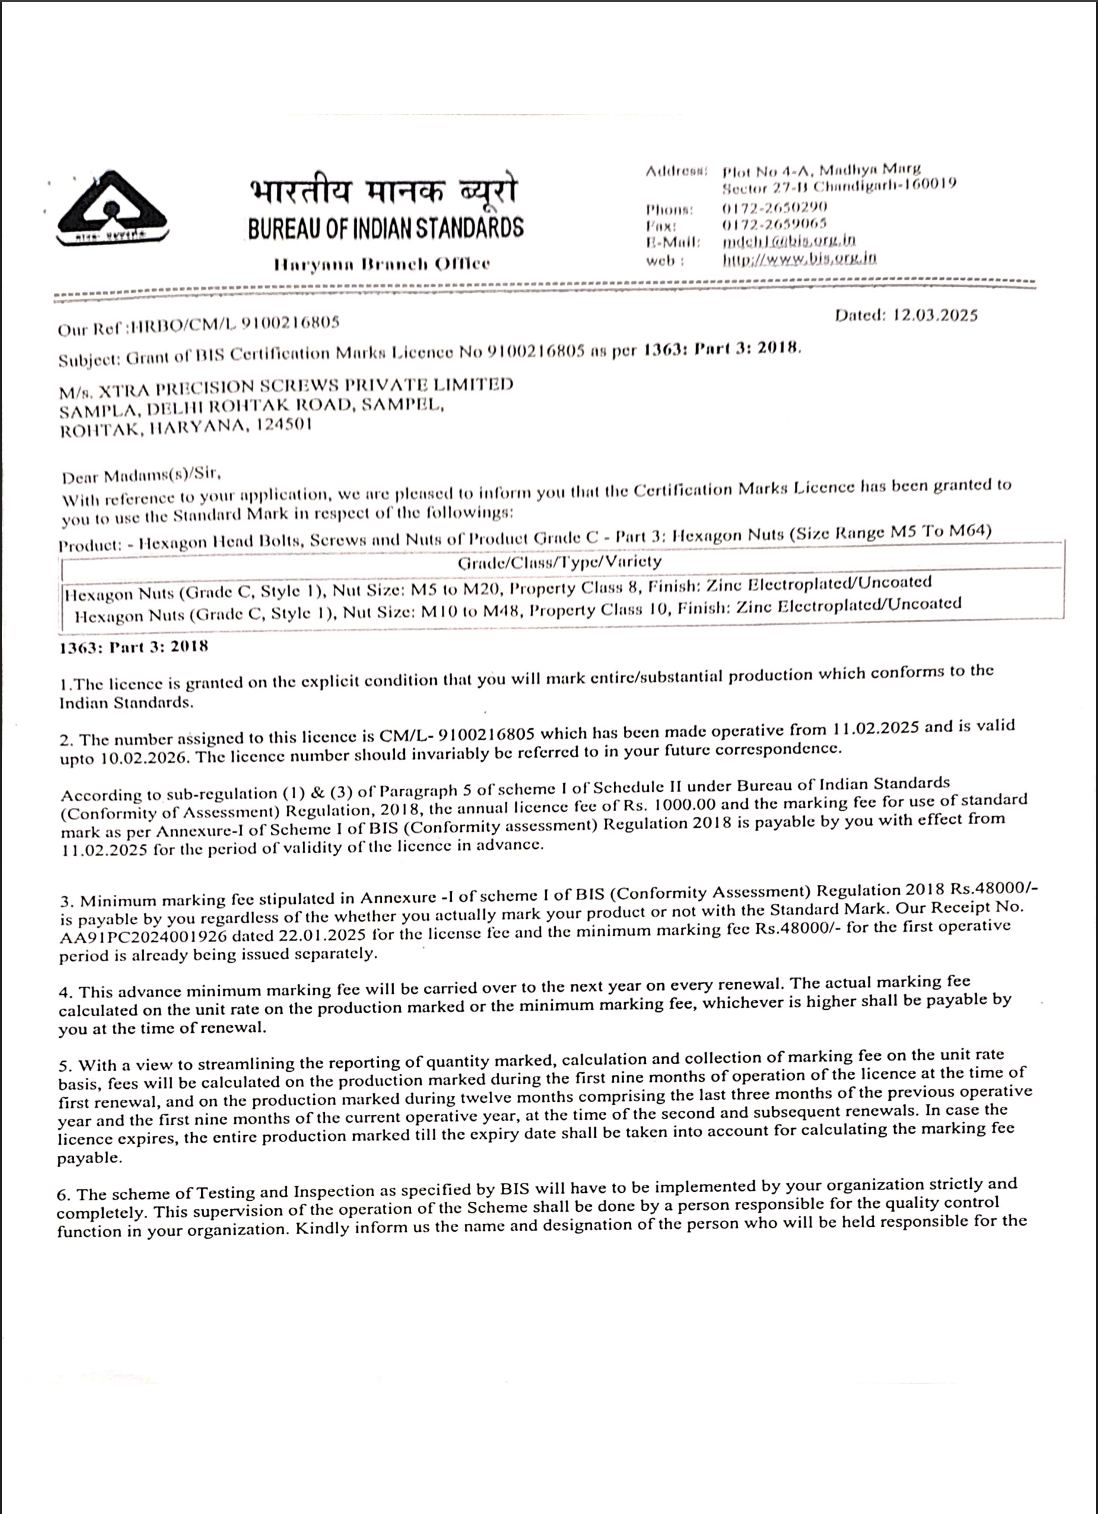 भारतीय मानक ब्यूरो
BUREAU OF INDIAN STANDARDS
Haryana Branch Office
Address: Plot No 4-A, Madhya Marg
Sector 27-B Chandigarh-160019
Phons: 0172-2650290
Fax: 0172-2659065
E-Mail: mdch1@bis.org.in
web : http://www.bis.org.in
Our Ref :HRBO/CM/L 9100216805
Dated: 12.03.2025
Subject: Grant of BIS Certification Marks Licence No 9100216805 as per 1363: Part 3: 2018.
M/s. XTRA PRECISION SCREWS PRIVATE LIMITED
SAMPLA, DELHI ROHTAK ROAD, SAMPEL,
ROHTAK, HARYANA, 124501
Dear Madams(s)/Sir,
With reference to your application, we are pleased to inform you that the Certification Marks Licence has been granted to
you to use the Standard Mark in respect of the followings:
Product: - Hexagon Head Bolts, Screws and Nuts of Product Grade C - Part 3: Hexagon Nuts (Size Range M5 To M64)
Grade/Class/Type/Variety
Hexagon Nuts (Grade C, Style 1), Nut Size: M5 to M20, Property Class 8, Finish: Zinc Electroplated/Uncoated
Hexagon Nuts (Grade C, Style 1), Nut Size: M10 to M48, Property Class 10, Finish: Zinc Electroplated/Uncoated
1363: Part 3: 2018
1.The licence is granted on the explicit condition that you will mark entire/substantial production which conforms to the
Indian Standards.
2. The number assigned to this licence is CM/L- 9100216805 which has been made operative from 11.02.2025 and is valid
upto 10.02.2026. The licence number should invariably be referred to in your future correspondence.
According to sub-regulation (1) & (3) of Paragraph 5 of scheme I of Schedule II under Bureau of Indian Standards
(Conformity of Assessment) Regulation, 2018, the annual licence fee of Rs. 1000.00 and the marking fee for use of standard
mark as per Annexure-I of Scheme I of BIS (Conformity assessment) Regulation 2018 is payable by you with effect from
11.02.2025 for the period of validity of the licence in advance.
3. Minimum marking fee stipulated in Annexure -I of scheme I of BIS (Conformity Assessment) Regulation 2018 Rs.48000/-
is payable by you regardless of the whether you actually mark your product or not with the Standard Mark. Our Receipt No.
AA91PC2024001926 dated 22.01.2025 for the license fee and the minimum marking fee Rs.48000/- for the first operative
period is already being issued separately.
4. This advance minimum marking fee will be carried over to the next year on every renewal. The actual marking fee
calculated on the unit rate on the production marked or the minimum marking fee, whichever is higher shall be payable by
you at the time of renewal.
5. With a view to streamlining the reporting of quantity marked, calculation and collection of marking fee on the unit rate
basis, fees will be calculated on the production marked during the first nine months of operation of the licence at the time of
first renewal, and on the production marked during twelve months comprising the last three months of the previous operative
year and the first nine months of the current operative year, at the time of the second and subsequent renewals. In case the
licence expires, the entire production marked till the expiry date shall be taken into account for calculating the marking fee
payable.
6. The scheme of Testing and Inspection as specified by BIS will have to be implemented by your organization strictly and
completely. This supervision of the operation of the Scheme shall be done by a person responsible for the quality control
function in your organization. Kindly inform us the name and designation of the person who will be held responsible for the